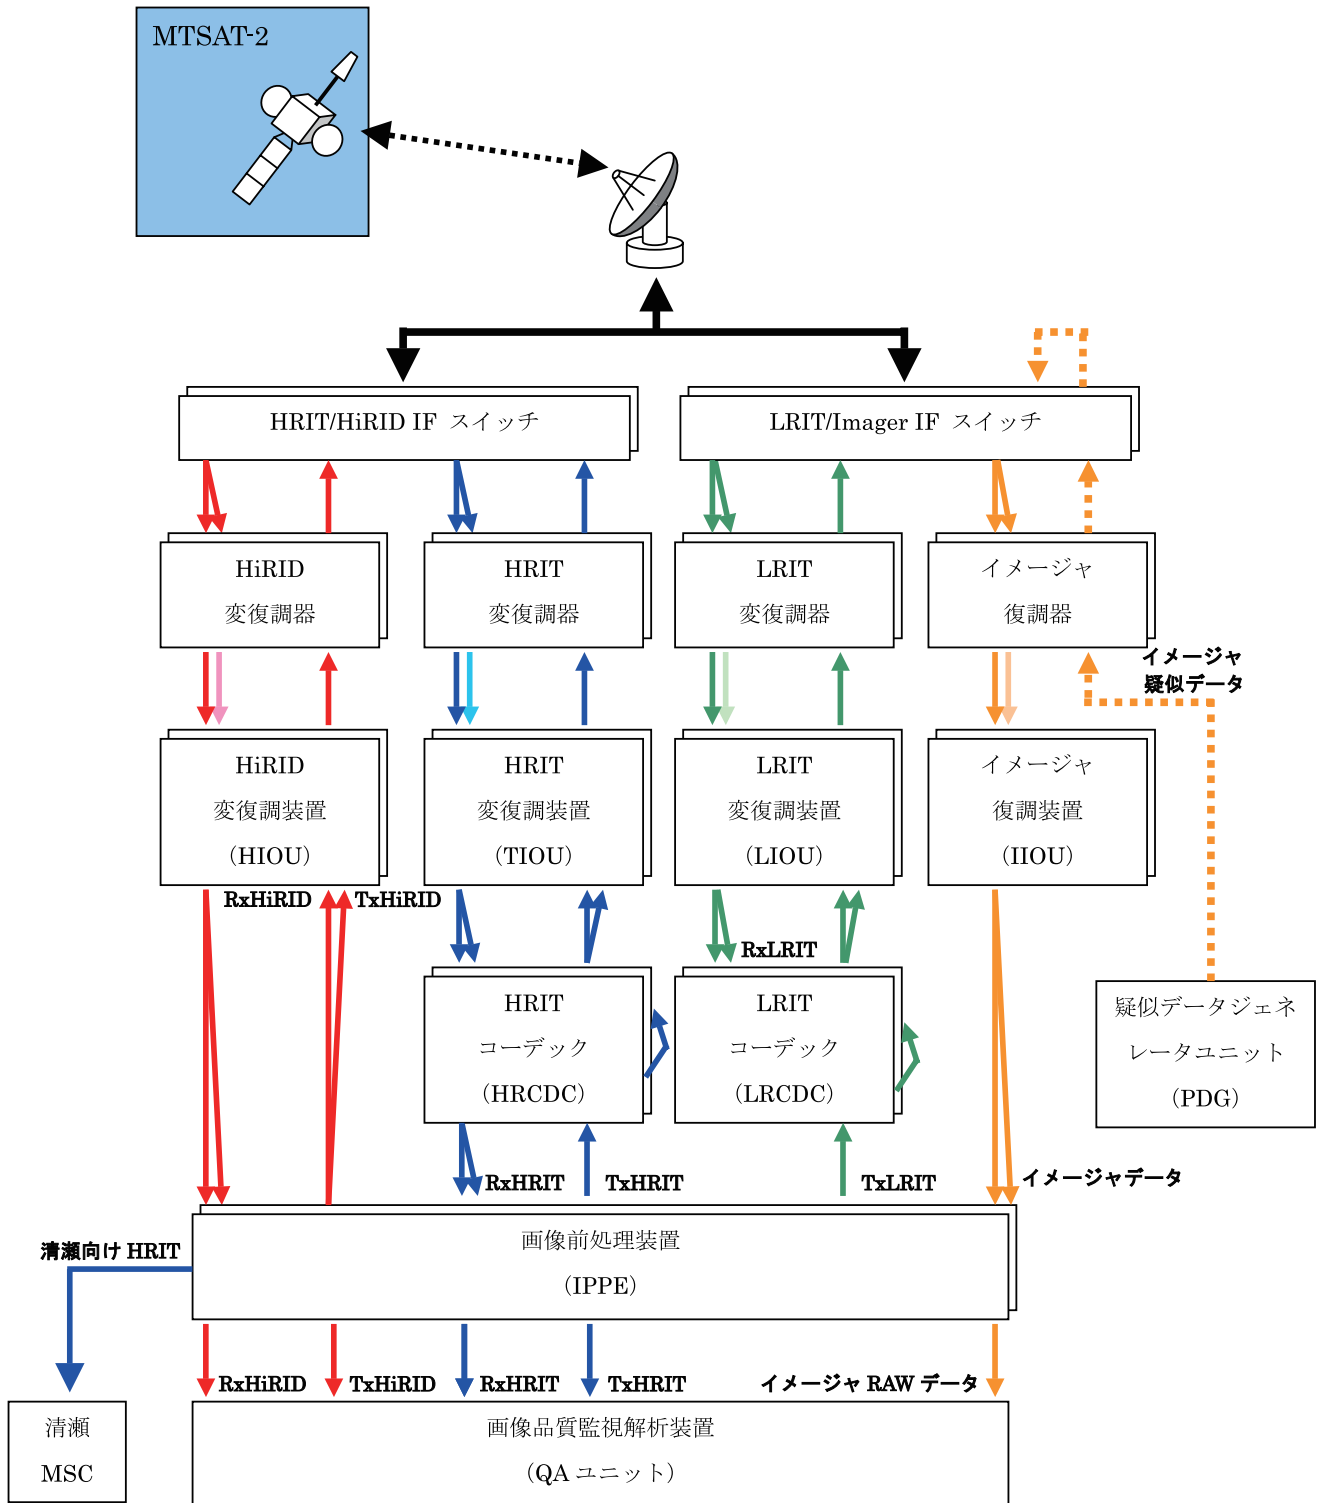 MTSAT-2
HRIT/HiRID IF スイッチ
LRIT/Imager IF スイッチ
HiRID
変復調器
HRIT
変復調器
LRIT
変復調器
イメージャ
復調器
イメージャ
疑似データ
HiRID
変復調装置
（HIOU）
HRIT
変復調装置
（TIOU）
LRIT
変復調装置
（LIOU）
イメージャ
復調装置
（IIOU）
RxHiRID
TxHiRID
RxLRIT
HRIT
コーデック
（HRCDC）
LRIT
コーデック
（LRCDC）
疑似データジェネ
レータユニット
（PDG）
RxHRIT
TxHRIT
TxLRIT
イメージャデータ
清瀬向け HRIT
画像前処理装置
（IPPE）
RxHiRID
TxHiRID
RxHRIT
TxHRIT
イメージャ RAW データ
清瀬
MSC
画像品質監視解析装置
（QA ユニット）